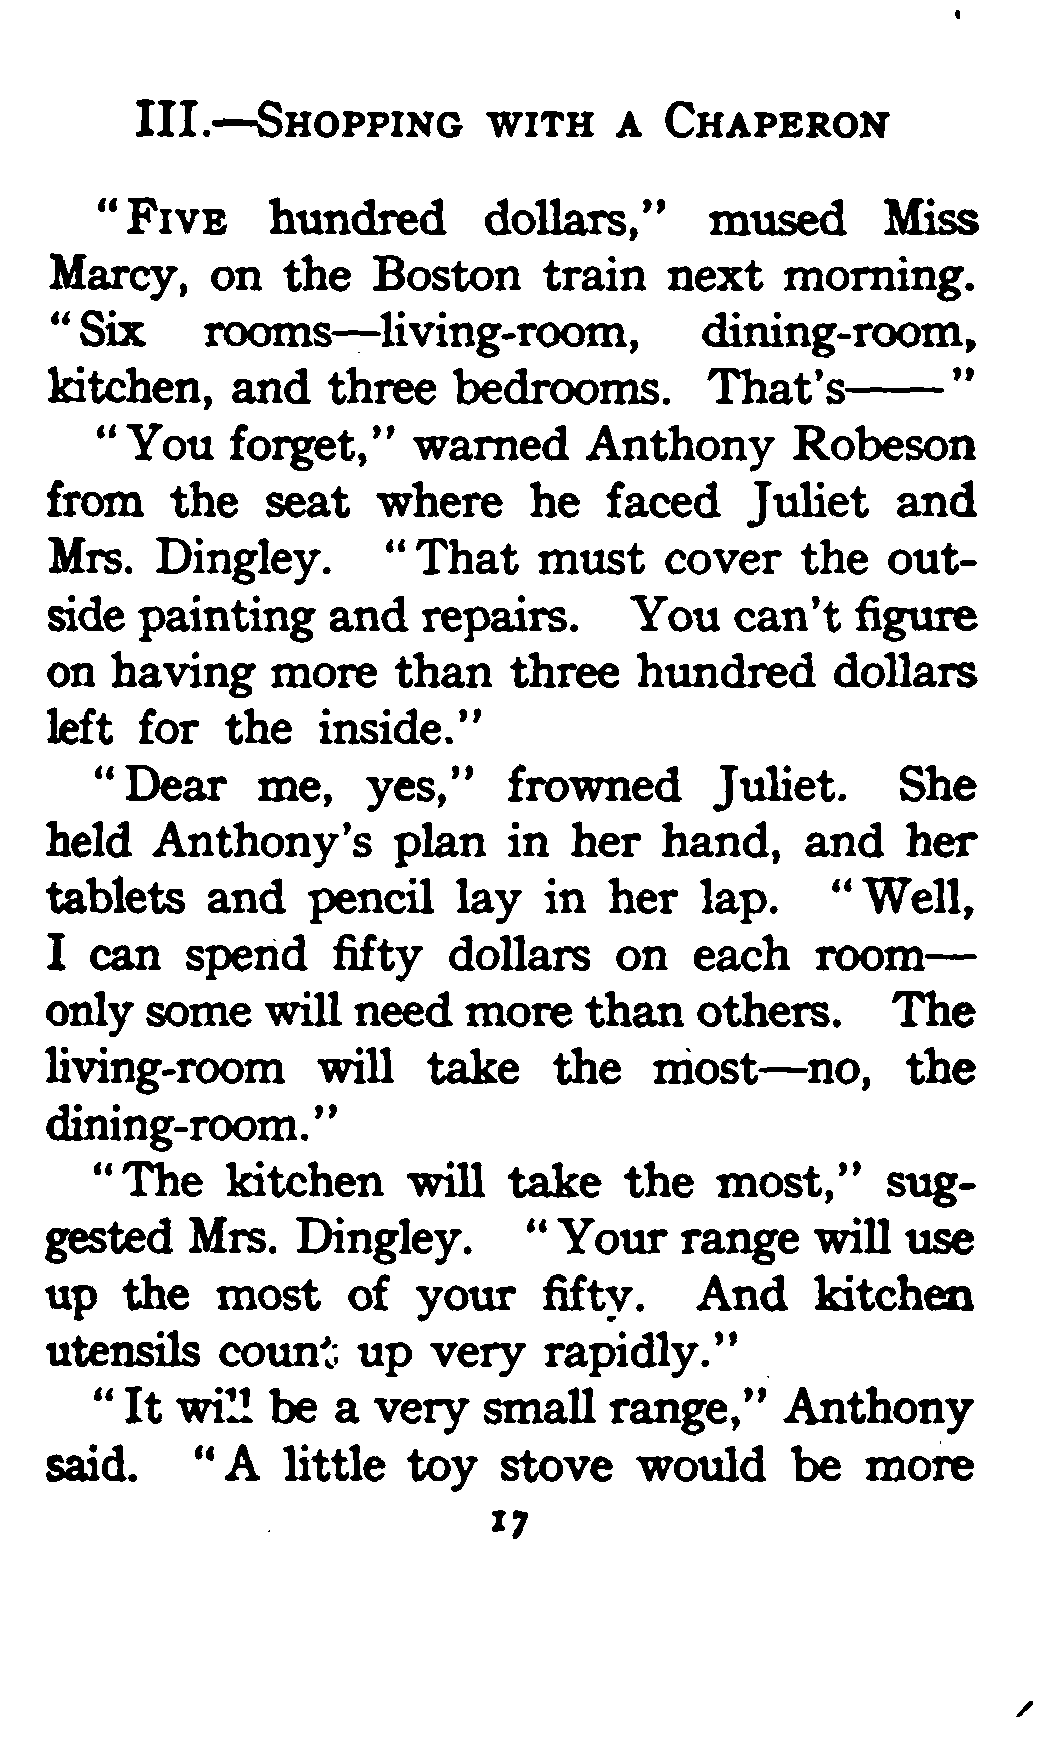 III.—Shopping with a Chaperon
"Five hundred dollars," mused Miss
Marcy, on the Boston train next morning.
"Six rooms—living-room, dining-room,
kitchen, and three bedrooms. That's——"
"You forget," warned Anthony Robeson
from the seat where he faced Juliet and
Mrs. Dingley. "That must cover the out-
side painting and repairs. You can't figure
on having more than three hundred dollars
left for the inside."
"Dear me, yes," frowned Juliet. She
held Anthony's plan in her hand, and her
tablets and pencil lay in her lap. "Well,
I can spend fifty dollars on each room—
only some will need more than others. The
living-room will take the most—no, the
dining-room."
"The kitchen will take the most," sug-
gested Mrs. Dingley. "Your range will use
up the most of your fifty. And kitchen
utensils count up very rapidly."
"It will be a very small range," Anthony
said. "A little toy stove would be more
17